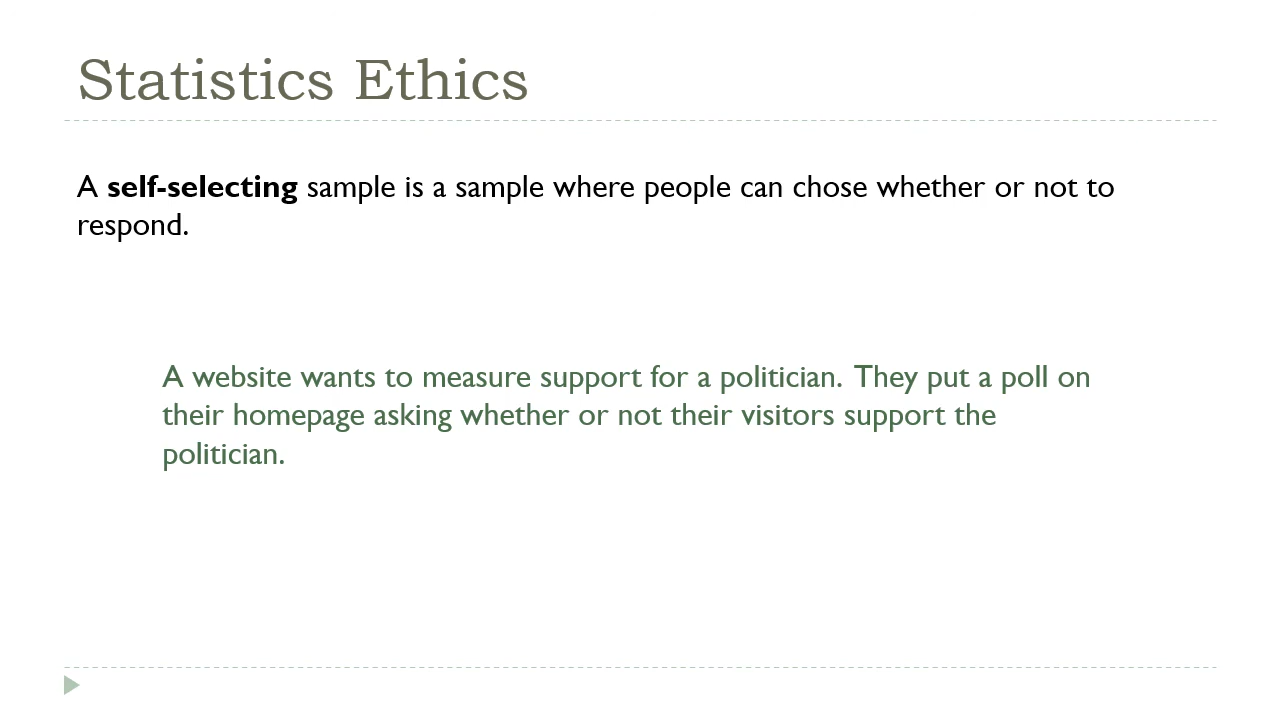 Statistics Ethics
A self-selecting sample is a sample where people can chose whether or not to
respond.
A website wants to measure support for a politician. They put a poll on
their homepage asking whether or not their visitors support the
politician.